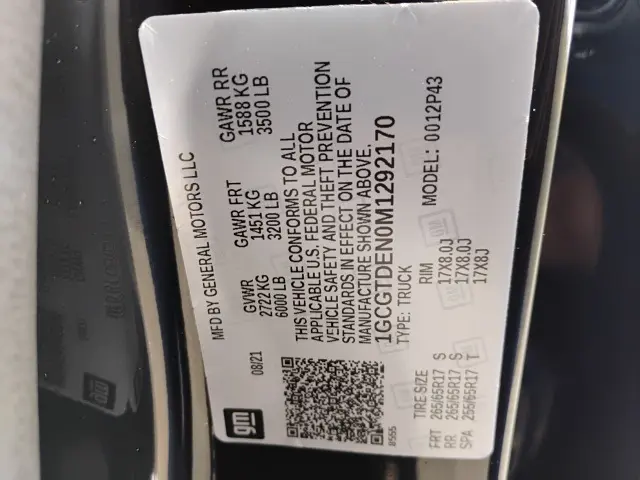 gm
MFD BY GENERAL MOTORS LLC
08/21
GVWR GAWR FRT GAWR RR
2722 KG 1451 KG 1588 KG
6000 LB 3200 LB 3500 LB
THIS VEHICLE CONFORMS TO ALL
APPLICABLE U.S. FEDERAL MOTOR
VEHICLE SAFETY AND THEFT PREVENTION
STANDARDS IN EFFECT ON THE DATE OF
MANUFACTURE SHOWN ABOVE.
1GCGTDEN0M1292170
TYPE: TRUCK MODEL: 0012P43
TIRE SIZE RIM
FRT 265/65R17 S 17X8.0J
RR 265/65R17 S 17X8.0J
SPA 255/65R17 T 17X8J